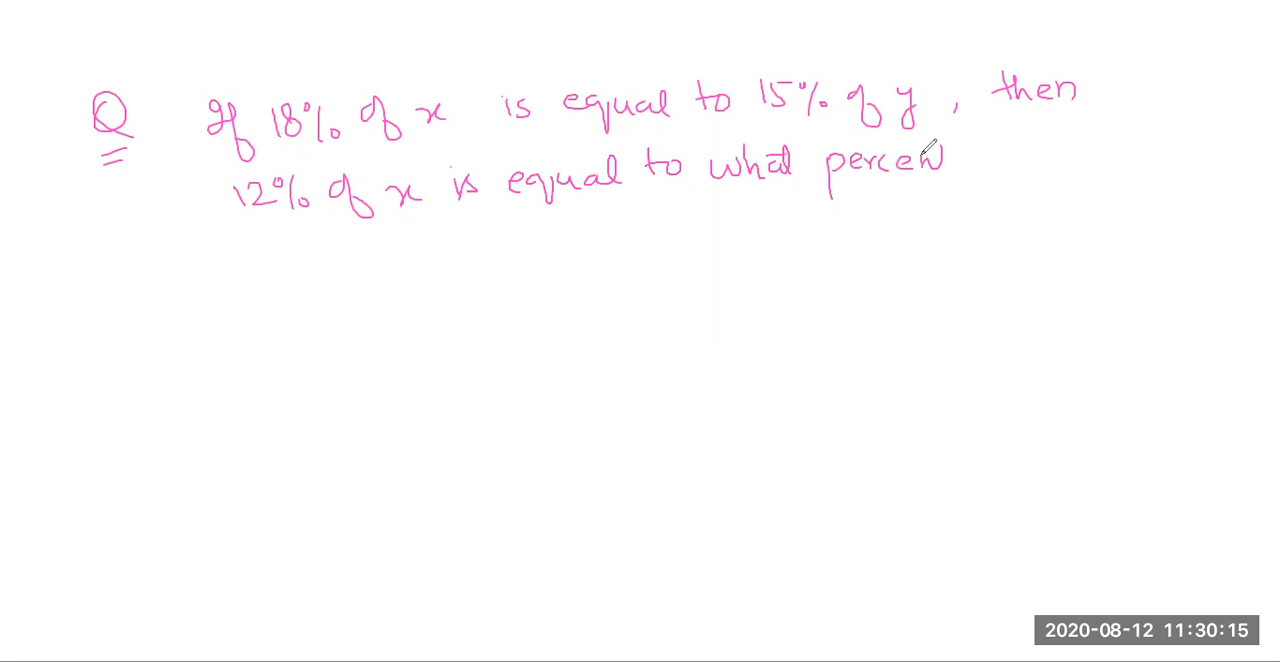 Q If 18% of x is equal to 15% of y, then
12% of x is equal to what percen
2020-08-12 11:30:15